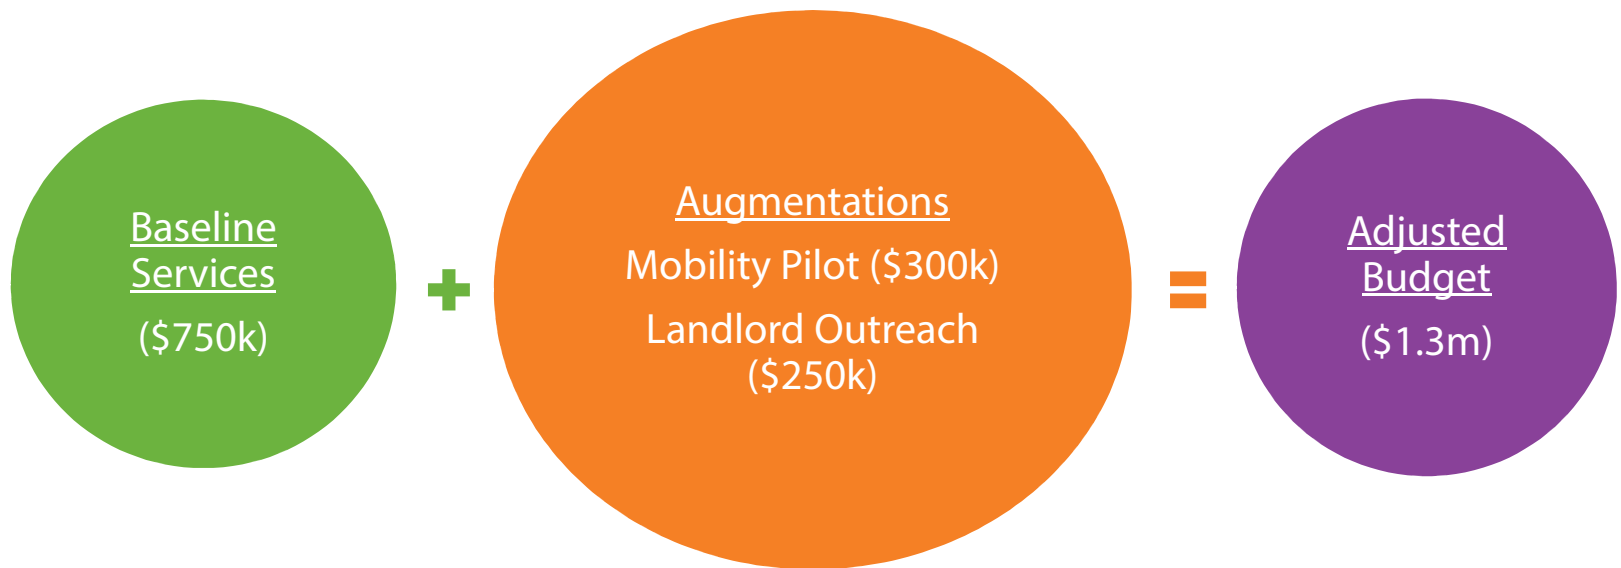 Baseline
Services
($750k)
+
Augmentations
Mobility Pilot ($300k)
Landlord Outreach
($250k)
=
Adjusted
Budget
($1.3m)